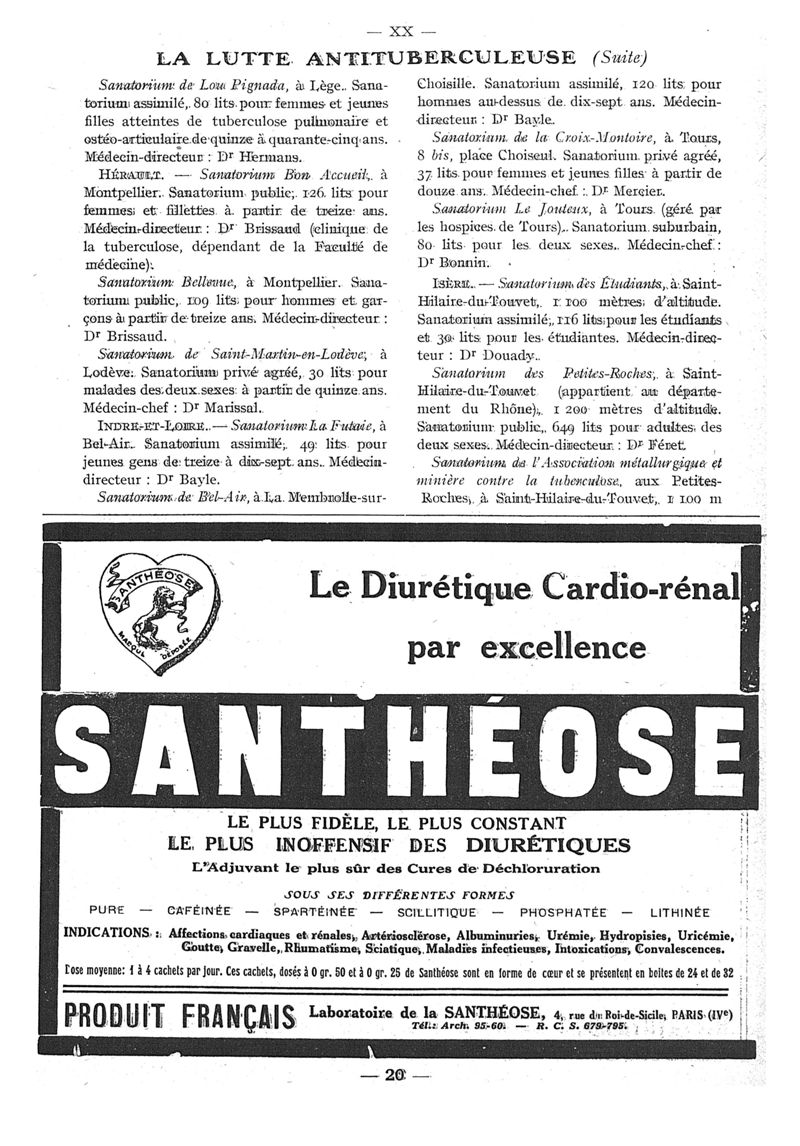 — XX —
LA LUTTE ANTITUBERCULEUSE (Suite)
Sanatorium de Lou Pignada, à Lège. Sana-
torium assimilé, 80 lits pour femmes et jeunes
filles atteintes de tuberculose pulmonaire et
ostéo-articulaire de quinze à quarante-cinq ans.
Médecin-directeur : Dr Hermans.
HÉRAULT. — Sanatorium Bon Accueil, à
Montpellier. Sanatorium public, 126 lits pour
femmes et fillettes à partir de treize ans.
Médecin-directeur : Dr Brissaud (clinique de
la tuberculose, dépendant de la Faculté de
médecine).
Sanatorium Bellevue, à Montpellier. Sana-
torium public, 109 lits pour hommes et gar-
çons à partir de treize ans. Médecin-directeur :
Dr Brissaud.
Sanatorium de Saint-Martin-en-Lodève, à
Lodève. Sanatorium privé agréé, 30 lits pour
malades des deux sexes à partir de quinze ans.
Médecin-chef : Dr Marissal.
INDRE-ET-LOIRE. — Sanatorium La Futaie, à
Bel-Air. Sanatorium assimilé, 49 lits pour
jeunes gens de treize à dix-sept ans. Médecin-
directeur : Dr Bayle.
Sanatorium de Bel-Air, à La Membrolle-sur-
Choisille. Sanatorium assimilé, 120 lits pour
hommes au-dessus de dix-sept ans. Médecin-
directeur : Dr Bayle.
Sanatorium de la Croix-Montoire, à Tours,
8 bis, place Choiseul. Sanatorium privé agréé,
37 lits pour femmes et jeunes filles à partir de
douze ans. Médecin-chef : Dr Mercier.
Sanatorium Le Jouteux, à Tours (géré par
les hospices de Tours). Sanatorium suburbain,
80 lits pour les deux sexes. Médecin-chef :
Dr Bonnin.
ISÈRE. — Sanatorium des Étudiants, à Saint-
Hilaire-du-Touvet, 1 100 mètres d'altitude.
Sanatorium assimilé, 116 lits pour les étudiants
et 30 lits pour les étudiantes. Médecin-direc-
teur : Dr Douady.
Sanatorium des Petites-Roches, à Saint-
Hilaire-du-Touvet (appartient au départe-
ment du Rhône), 1 200 mètres d'altitude.
Sanatorium public, 649 lits pour adultes des
deux sexes. Médecin-directeur : Dr Féret.
Sanatorium de l'Association métallurgique et
minière contre la tuberculose, aux Petites-
Roches, à Saint-Hilaire-du-Touvet, 1 100 m
SANTHÉOSE
MARQUE DÉPOSÉE
Le Diurétique Cardio-rénal
par excellence
SANTHÉOSE
LE PLUS FIDÈLE, LE PLUS CONSTANT
LE PLUS INOFFENSIF DES DIURÉTIQUES
L'Adjuvant le plus sûr des Cures de Déchloruration
SOUS SES DIFFÉRENTES FORMES
PURE — CAFÉINÉE — SPARTÉINÉE — SCILLITIQUE — PHOSPHATÉE — LITHINÉE
INDICATIONS : Affections cardiaques et rénales, Artériosclérose, Albuminuries, Urémie, Hydropisies, Uricémie,
Goutte, Gravelle, Rhumatisme, Sciatique, Maladies infectieuses, Intoxications, Convalescences.
Dose moyenne: 1 à 4 cachets par jour. Ces cachets, dosés à 0 gr. 50 et à 0 gr. 25 de Santhéose sont en forme de cœur et se présentent en boîtes de 24 et de 32
PRODUIT FRANÇAIS
Laboratoire de la SANTHÉOSE, 4, rue du Roi-de-Sicile, PARIS (IVe)
Tél.: Arch. 95-60. — R. C. S. 679-795.
— 20 —